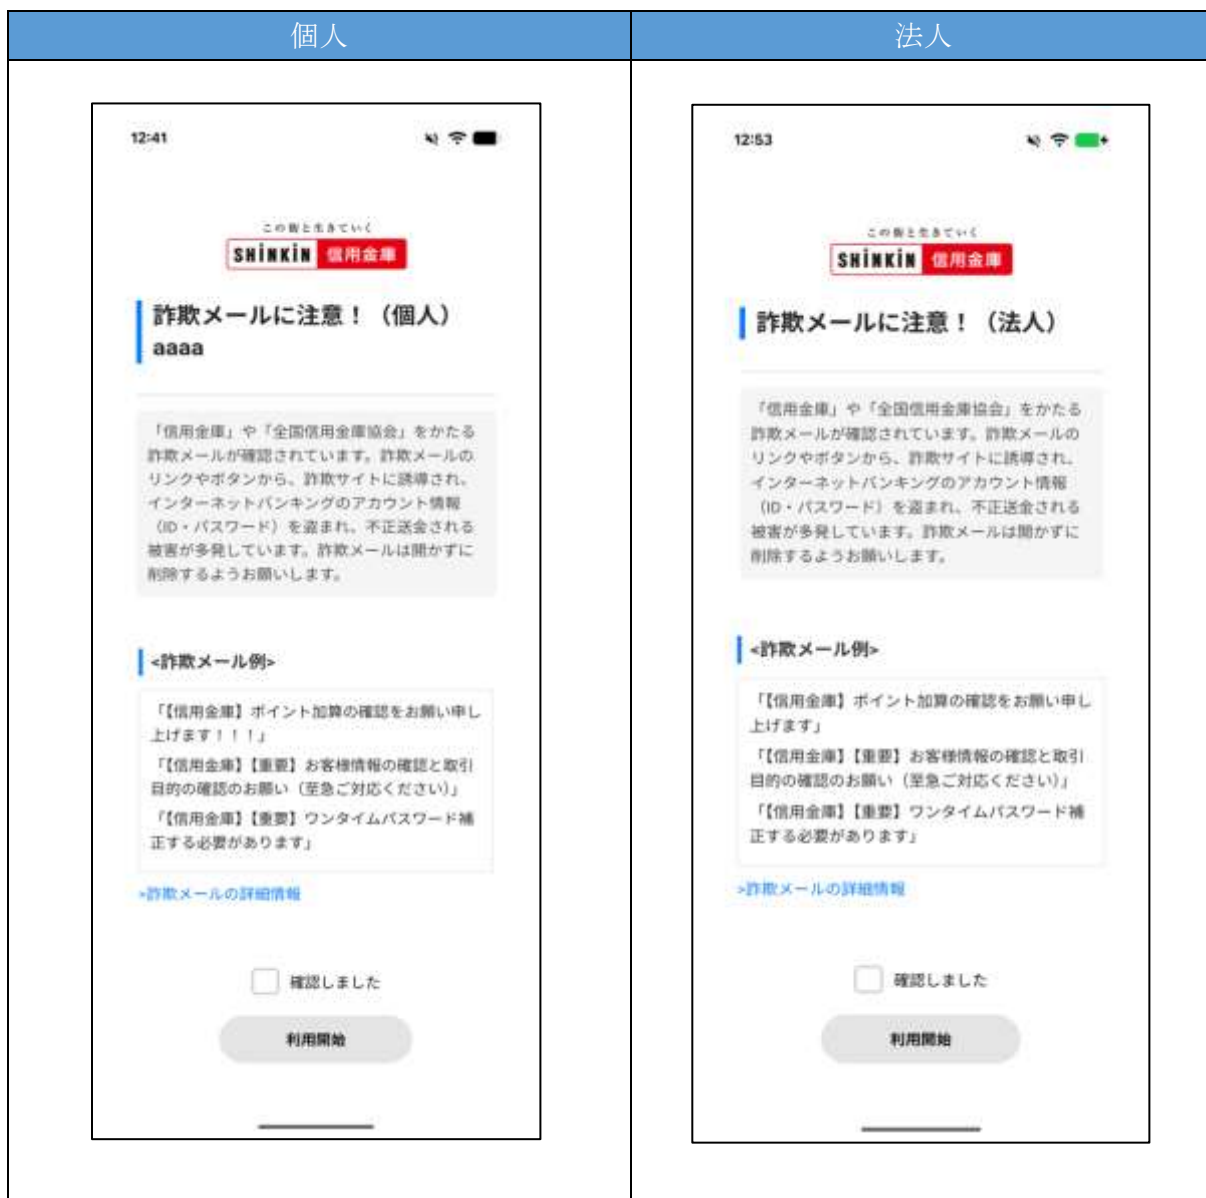 個人
法人
12:41
この街と生きていく
SHiNKiN 信用金庫
詐欺メールに注意！（個人）
aaaa
「信用金庫」や「全国信用金庫協会」をかたる
詐欺メールが確認されています。詐欺メールの
リンクやボタンから、詐欺サイトに誘導され、
インターネットバンキングのアカウント情報
（ID・パスワード）を盗まれ、不正送金される
被害が多発しています。詐欺メールは開かずに
削除するようお願いします。
<詐欺メール例>
「【信用金庫】ポイント加算の確認をお願い申し
上げます！！！」
「【信用金庫】【重要】お客様情報の確認と取引
目的の確認のお願い（至急ご対応ください）」
「【信用金庫】【重要】ワンタイムパスワード補
正する必要があります」
>詐欺メールの詳細情報
確認しました
利用開始
12:53
この街と生きていく
SHiNKiN 信用金庫
詐欺メールに注意！（法人）
「信用金庫」や「全国信用金庫協会」をかたる
詐欺メールが確認されています。詐欺メールの
リンクやボタンから、詐欺サイトに誘導され、
インターネットバンキングのアカウント情報
（ID・パスワード）を盗まれ、不正送金される
被害が多発しています。詐欺メールは開かずに
削除するようお願いします。
<詐欺メール例>
「【信用金庫】ポイント加算の確認をお願い申し
上げます」
「【信用金庫】【重要】お客様情報の確認と取引
目的の確認のお願い（至急ご対応ください）」
「【信用金庫】【重要】ワンタイムパスワード補
正する必要があります」
>詐欺メールの詳細情報
確認しました
利用開始